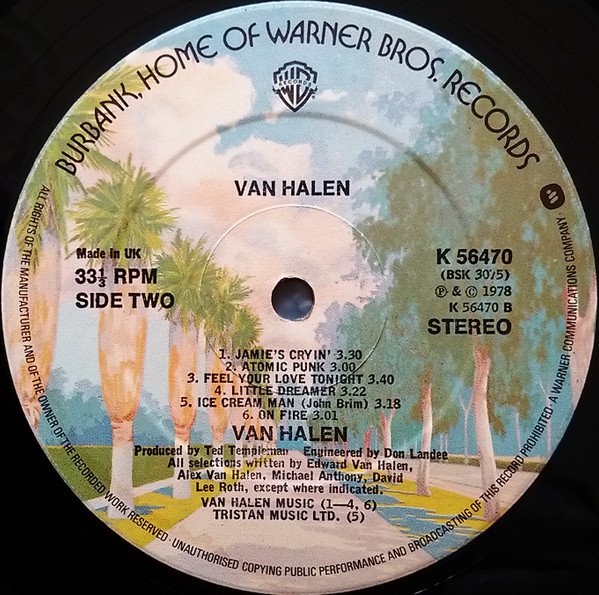 BURBANK, HOME OF WARNER BROS. RECORDS
RECORDS
VAN HALEN
Made in UK
33⅓ RPM
SIDE TWO
K 56470
(BSK 3075)
℗ & © 1978
K 56470 B
STEREO
1. JAMIE'S CRYIN' 3.30
2. ATOMIC PUNK 3.00
3. FEEL YOUR LOVE TONIGHT 3.40
4. LITTLE DREAMER 3.22
5. ICE CREAM MAN (John Brim) 3.18
6. ON FIRE 3.01
VAN HALEN
Produced by Ted Templeman Engineered by Don Landee
All selections written by Edward Van Halen,
Alex Van Halen, Michael Anthony, David
Lee Roth, except where indicated.
VAN HALEN MUSIC (1—4, 6)
TRISTAN MUSIC LTD. (5)
ALL RIGHTS OF THE MANUFACTURER AND OF THE OWNER OF THE RECORDED WORK RESERVED · UNAUTHORISED COPYING PUBLIC PERFORMANCE AND BROADCASTING OF THIS RECORD PROHIBITED · A WARNER COMMUNICATIONS COMPANY